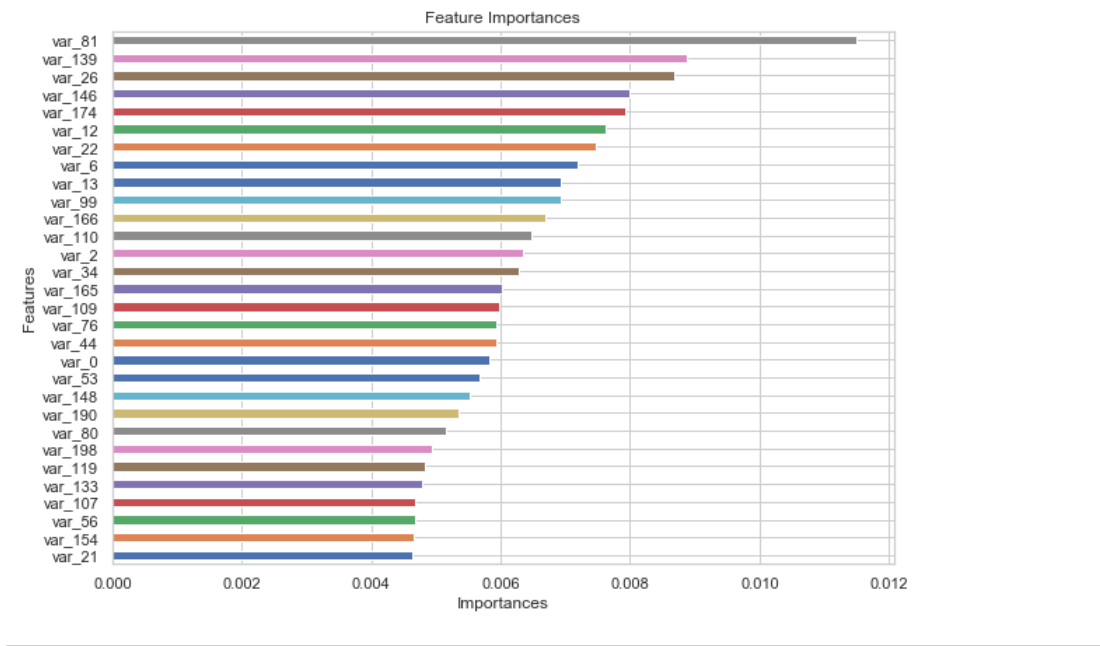 Feature Importances
var_81
var_139
var_26
var_146
var_174
var_12
var_22
var_6
var_13
var_99
var_166
var_110
var_2
var_34
var_165
var_109
var_76
var_44
var_0
var_53
var_148
var_190
var_80
var_198
var_119
var_133
var_107
var_56
var_154
var_21
Features
0.000 0.002 0.004 0.006 0.008 0.010 0.012
Importances